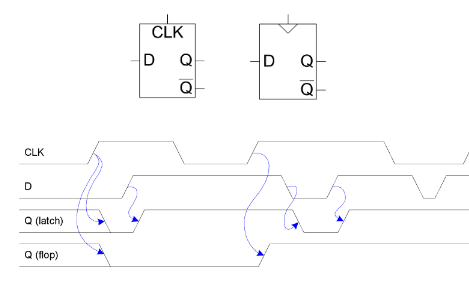 CLK
D Q
Q̅
D Q
Q̅
CLK
D
Q (latch)
Q (flop)